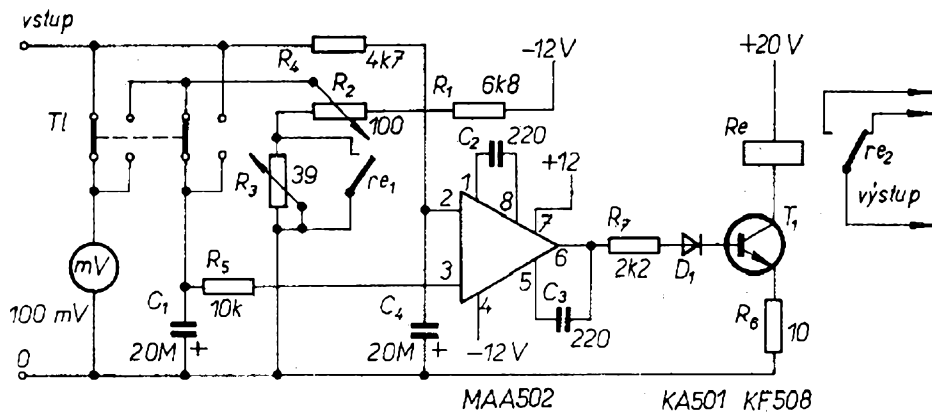 vstup
R4
4k7
-12V
+20V
R2
100
R1
6k8
Tl
C2
220
+12
Re
re2
výstup
R3
39
re1
1
8
2
7
R7
2k2
D1
T1
6
3
5
4
C3
220
-12V
mV
100 mV
R5
10k
C1
20M
+
C4
20M
+
R6
10
0
MAA502
KA501
KF508